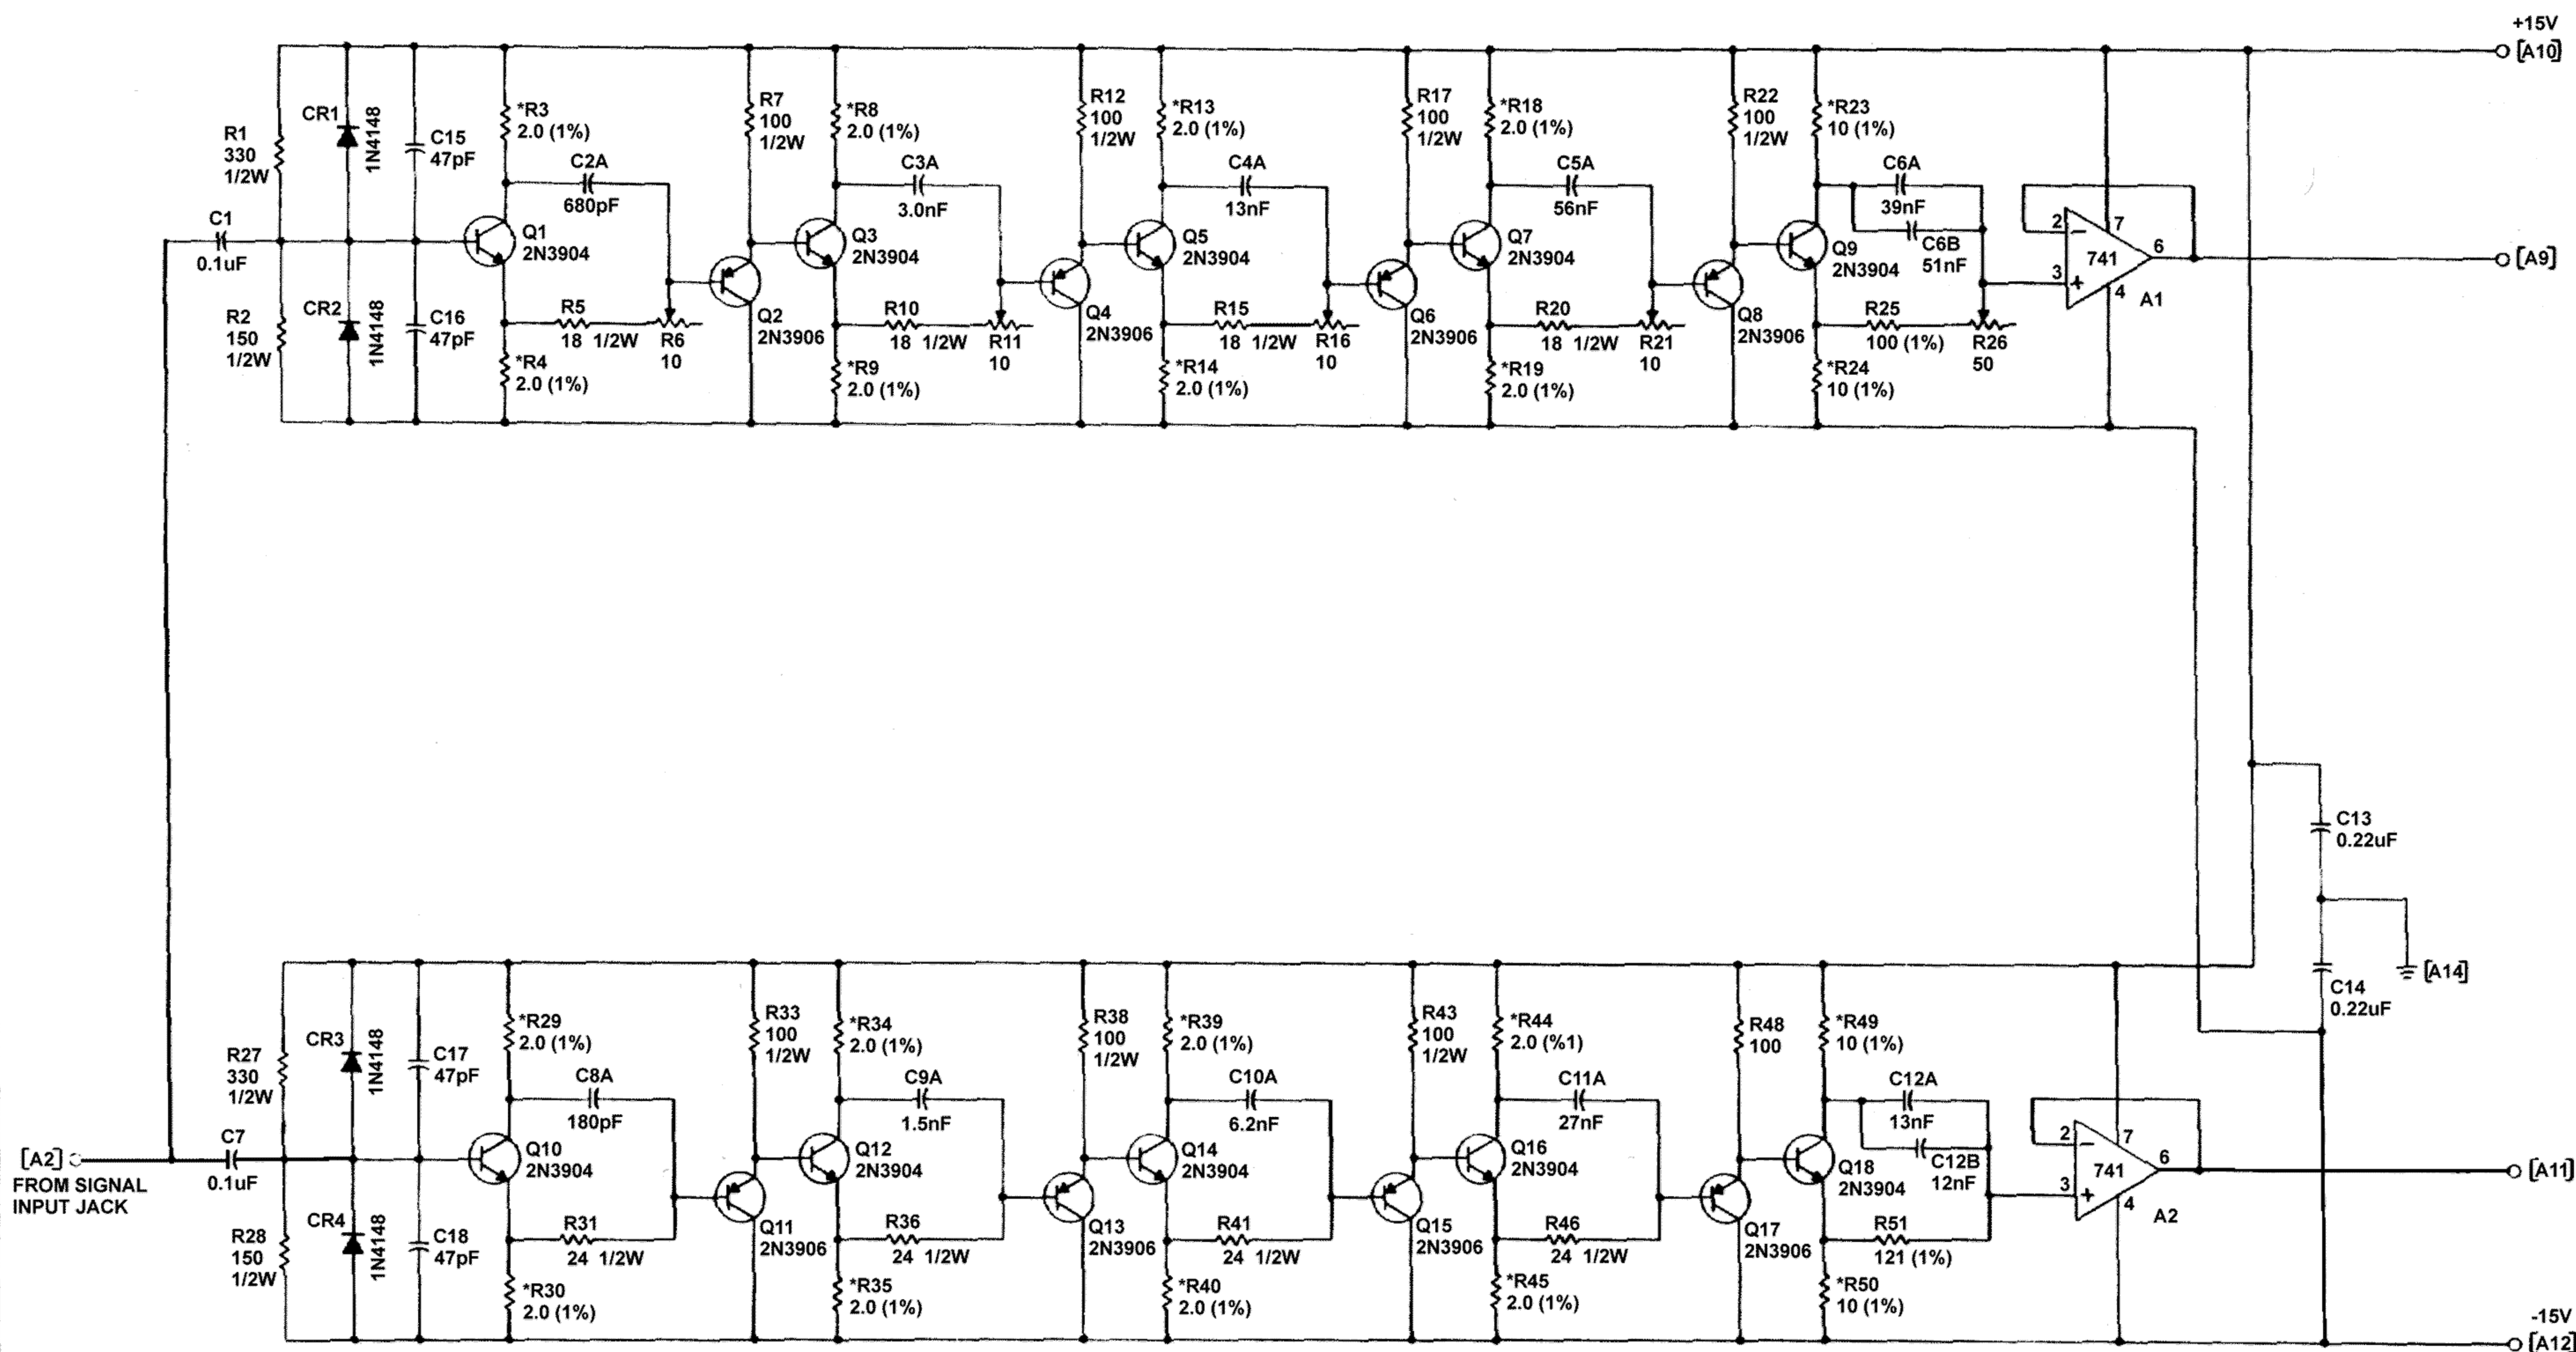 +15V
[A10]
R1
330
1/2W
CR1
1N4148
C15
47pF
*R3
2.0 (1%)
C2A
680pF
R7
100
1/2W
*R8
2.0 (1%)
C3A
3.0nF
R12
100
1/2W
*R13
2.0 (1%)
C4A
13nF
R17
100
1/2W
*R18
2.0 (1%)
C5A
56nF
R22
100
1/2W
*R23
10 (1%)
C6A
39nF
C6B
51nF
C1
0.1uF
Q1
2N3904
Q3
2N3904
Q5
2N3904
Q7
2N3904
Q9
2N3904
2
−
7
741
6
3
+
4
A1
[A9]
R2
150
1/2W
CR2
1N4148
C16
47pF
R5
18 1/2W
R6
10
Q2
2N3906
R10
18 1/2W
R11
10
Q4
2N3906
R15
18 1/2W
R16
10
Q6
2N3906
R20
18 1/2W
R21
10
Q8
2N3906
R25
100 (1%)
R26
50
*R4
2.0 (1%)
*R9
2.0 (1%)
*R14
2.0 (1%)
*R19
2.0 (1%)
*R24
10 (1%)
C13
0.22uF
[A14]
C14
0.22uF
R27
330
1/2W
CR3
1N4148
C17
47pF
*R29
2.0 (1%)
C8A
180pF
R33
100
1/2W
*R34
2.0 (1%)
C9A
1.5nF
R38
100
1/2W
*R39
2.0 (1%)
C10A
6.2nF
R43
100
1/2W
*R44
2.0 (%1)
C11A
27nF
R48
100
*R49
10 (1%)
C12A
13nF
C12B
12nF
[A2]
FROM SIGNAL
INPUT JACK
C7
0.1uF
Q10
2N3904
Q12
2N3904
Q14
2N3904
Q16
2N3904
Q18
2N3904
2
−
7
741
6
3
+
4
A2
[A11]
R28
150
1/2W
CR4
1N4148
C18
47pF
R31
24 1/2W
Q11
2N3906
R36
24 1/2W
Q13
2N3906
R41
24 1/2W
Q15
2N3906
R46
24 1/2W
Q17
2N3906
R51
121 (1%)
*R30
2.0 (1%)
*R35
2.0 (1%)
*R40
2.0 (1%)
*R45
2.0 (1%)
*R50
10 (1%)
-15V
[A12]